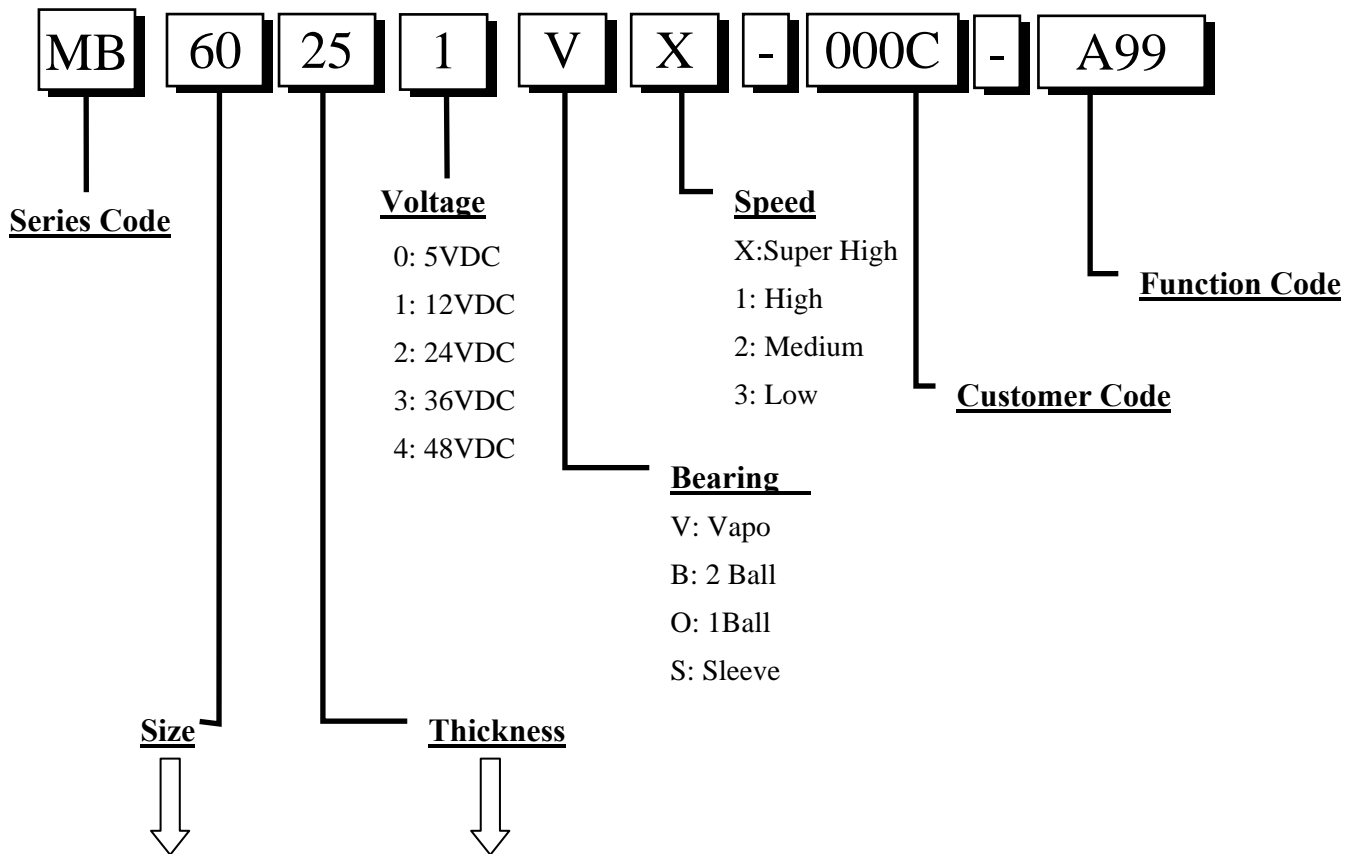 MB 60 25 1 V X - 000C - A99
Series Code
Voltage
0: 5VDC
1: 12VDC
2: 24VDC
3: 36VDC
4: 48VDC
Speed
X:Super High
1: High
2: Medium
3: Low
Function Code
Customer Code
Bearing
V: Vapo
B: 2 Ball
O: 1Ball
S: Sleeve
Size
Thickness